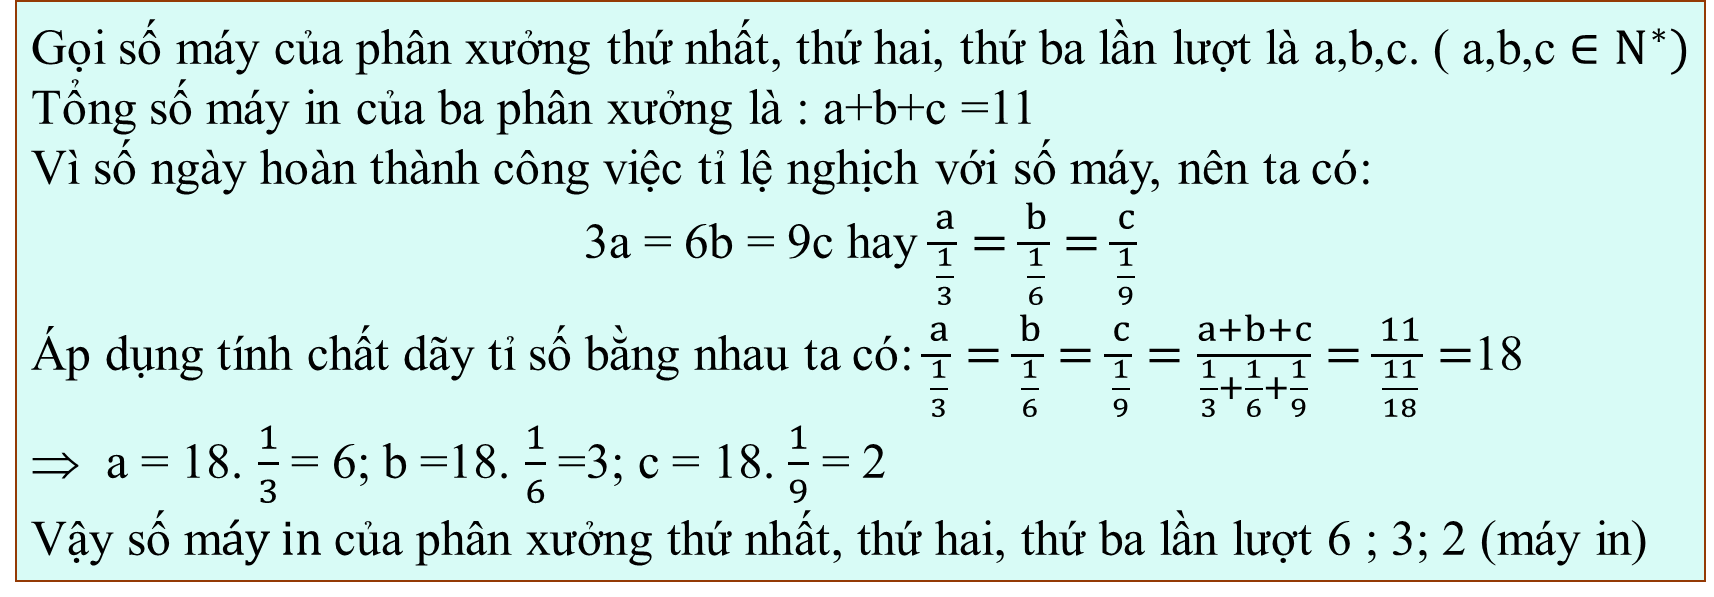 Gọi số máy của phân xưởng thứ nhất, thứ hai, thứ ba lần lượt là a,b,c. ( a,b,c ∈ N*)
Tổng số máy in của ba phân xưởng là : a+b+c =11
Vì số ngày hoàn thành công việc tỉ lệ nghịch với số máy, nên ta có:
3a = 6b = 9c hay a/(1/3) = b/(1/6) = c/(1/9)
Áp dụng tính chất dãy tỉ số bằng nhau ta có: a/(1/3) = b/(1/6) = c/(1/9) = (a+b+c)/(1/3+1/6+1/9) = 11/(11/18) =18
⇒ a = 18. 1/3 = 6; b =18. 1/6 =3; c = 18. 1/9 = 2
Vậy số máy in của phân xưởng thứ nhất, thứ hai, thứ ba lần lượt 6 ; 3; 2 (máy in)